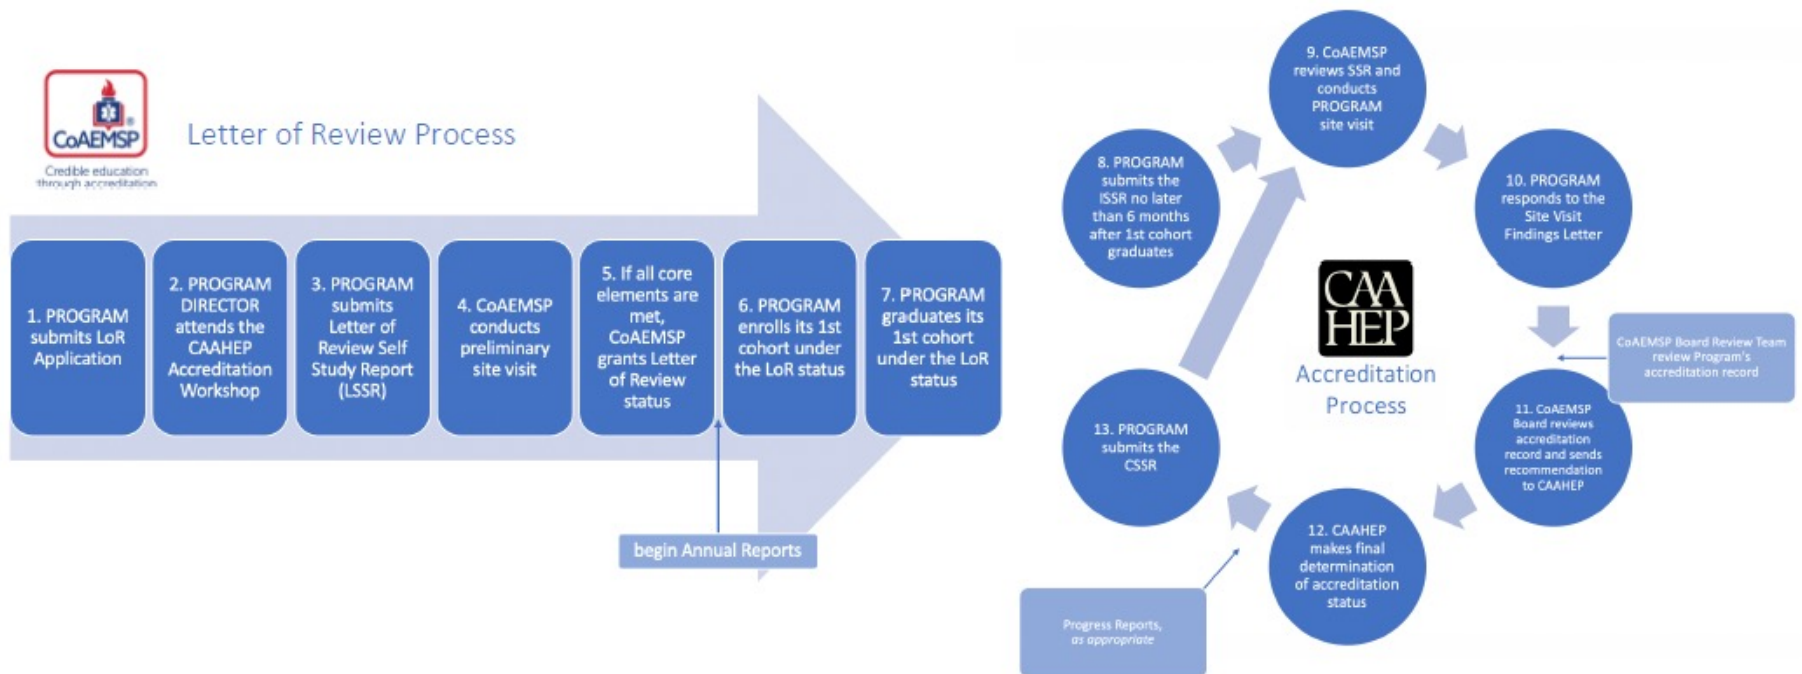 CoAEMSP
®
Credible education
through accreditation
Letter of Review Process
1. PROGRAM
submits LoR
Application
2. PROGRAM
DIRECTOR
attends the
CAAHEP
Accreditation
Workshop
3. PROGRAM
submits
Letter of
Review Self
Study Report
(LSSR)
4. CoAEMSP
conducts
preliminary
site visit
5. If all core
elements are
met,
CoAEMSP
grants Letter
of Review
status
6. PROGRAM
enrolls its 1st
cohort under
the LoR status
7. PROGRAM
graduates its
1st cohort
under the LoR
status
begin Annual Reports
8. PROGRAM
submits the
ISSR no later
than 6 months
after 1st cohort
graduates
9. CoAEMSP
reviews SSR and
conducts
PROGRAM
site visit
10. PROGRAM
responds to the
Site Visit
Findings Letter
CoAEMSP Board Review Team
review Program's
accreditation record
11. CoAEMSP
Board reviews
accreditation
record and sends
recommendation
to CAAHEP
12. CAAHEP
makes final
determination
of accreditation
status
Progress Reports,
as appropriate
13. PROGRAM
submits the
CSSR
CAA
HEP
Accreditation
Process